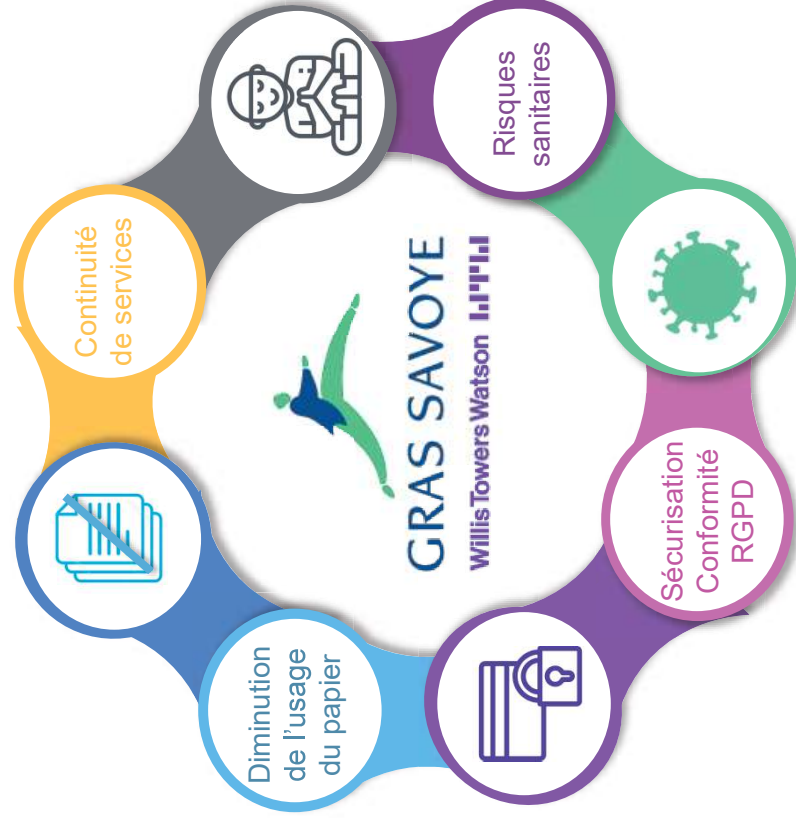 Continuité
de services
Risques
sanitaires
GRAS SAVOYE
Willis Towers Watson
Sécurisation
Conformité
RGPD
Diminution
de l'usage
du papier